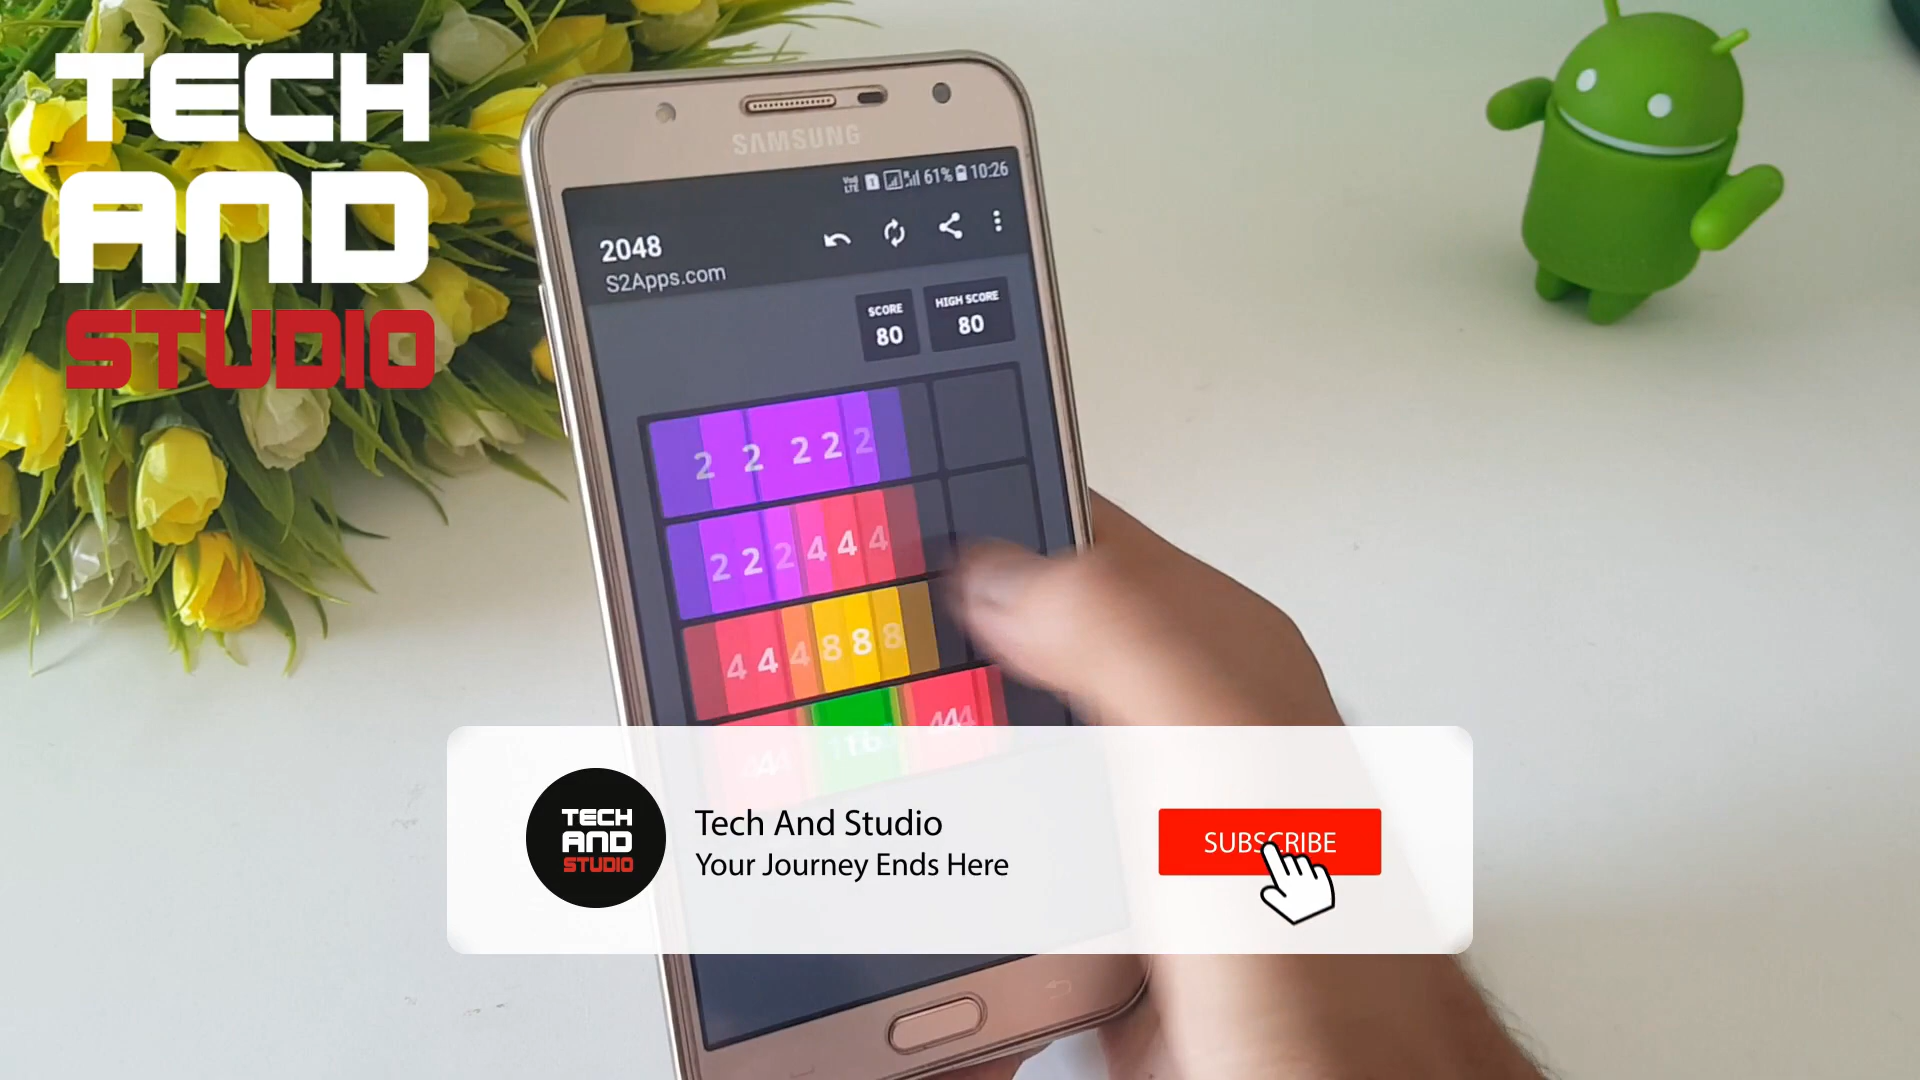 TECH
AND
STUDIO
SAMSUNG
61% 10:26
2048
S2Apps.com
SCORE
80
HIGH SCORE
80
2 2 2 2 2
2 2 2 4 4 4
4 4 4 8 8 8
TECH
AND
STUDIO
Tech And Studio
Your Journey Ends Here
SUBSCRIBE